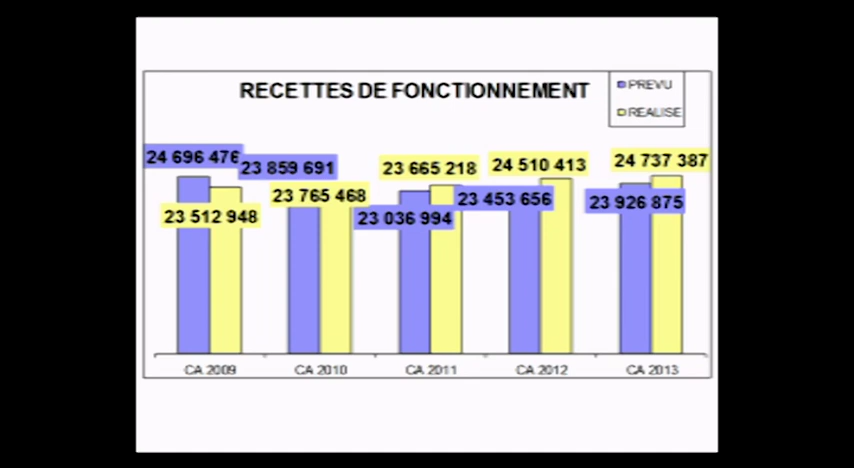 RECETTES DE FONCTIONNEMENT
PREVU
REALISE
24 696 476
23 859 691
23 665 218
24 510 413
24 737 387
23 512 948
23 765 468
23 036 994
23 453 656
23 926 875
CA 2009
CA 2010
CA 2011
CA 2012
CA 2013